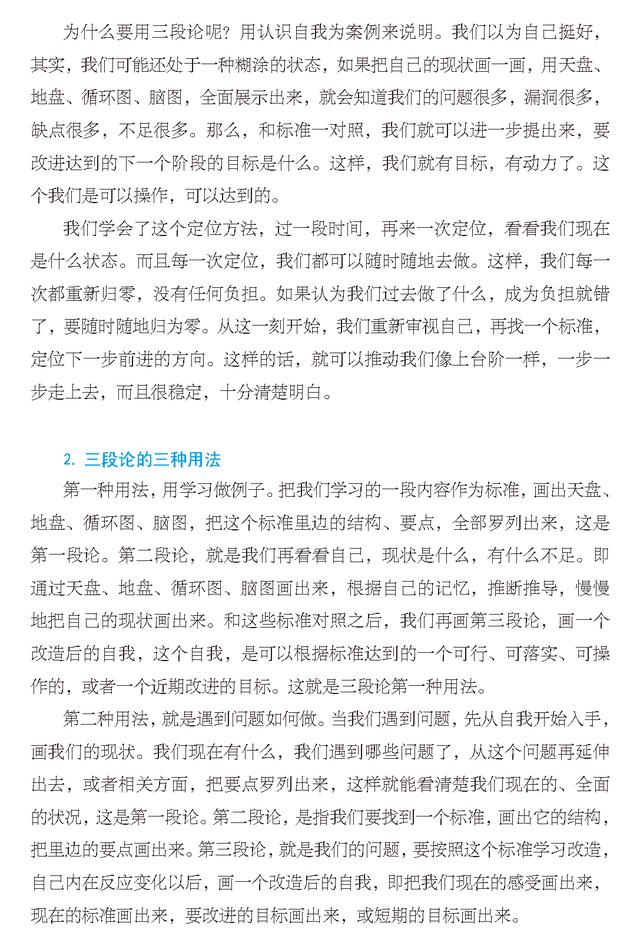 为什么要用三段论呢？用认识自我为案例来说明。我们以为自己挺好，
其实，我们可能还处于一种糊涂的状态，如果把自己的现状画一画，用天盘、
地盘、循环图、脑图，全面展示出来，就会知道我们的问题很多，漏洞很多，
缺点很多，不足很多。那么，和标准一对照，我们就可以进一步提出来，要
改进达到的下一个阶段的目标是什么。这样，我们就有目标，有动力了。这
个我们是可以操作，可以达到的。
我们学会了这个定位方法，过一段时间，再来一次定位，看看我们现在
是什么状态。而且每一次定位，我们都可以随时随地去做。这样，我们每一
次都重新归零，没有任何负担。如果认为我们过去做了什么，成为负担就错
了，要随时随地归为零。从这一刻开始，我们重新审视自己，再找一个标准，
定位下一步前进的方向。这样的话，就可以推动我们像上台阶一样，一步一
步走上去，而且很稳定，十分清楚明白。
2. 三段论的三种用法
第一种用法，用学习做例子。把我们学习的一段内容作为标准，画出天盘、
地盘、循环图、脑图，把这个标准里边的结构、要点，全部罗列出来，这是
第一段论。第二段论，就是我们再看看自己，现状是什么，有什么不足。即
通过天盘、地盘、循环图、脑图画出来，根据自己的记忆，推断推导，慢慢
地把自己的现状画出来。和这些标准对照之后，我们再画第三段论，画一个
改造后的自我，这个自我，是可以根据标准达到的一个可行、可落实、可操
作的，或者一个近期改进的目标。这就是三段论第一种用法。
第二种用法，就是遇到问题如何做。当我们遇到问题，先从自我开始入手，
画我们的现状。我们现在有什么，我们遇到哪些问题了，从这个问题再延伸
出去，或者相关方面，把要点罗列出来，这样就能看清楚我们现在的、全面
的状况，这是第一段论。第二段论，是指我们要找到一个标准，画出它的结构，
把里边的要点画出来。第三段论，就是我们的问题，要按照这个标准学习改造，
自己内在反应变化以后，画一个改造后的自我，即把我们现在的感受画出来，
现在的标准画出来，要改进的目标画出来，或短期的目标画出来。